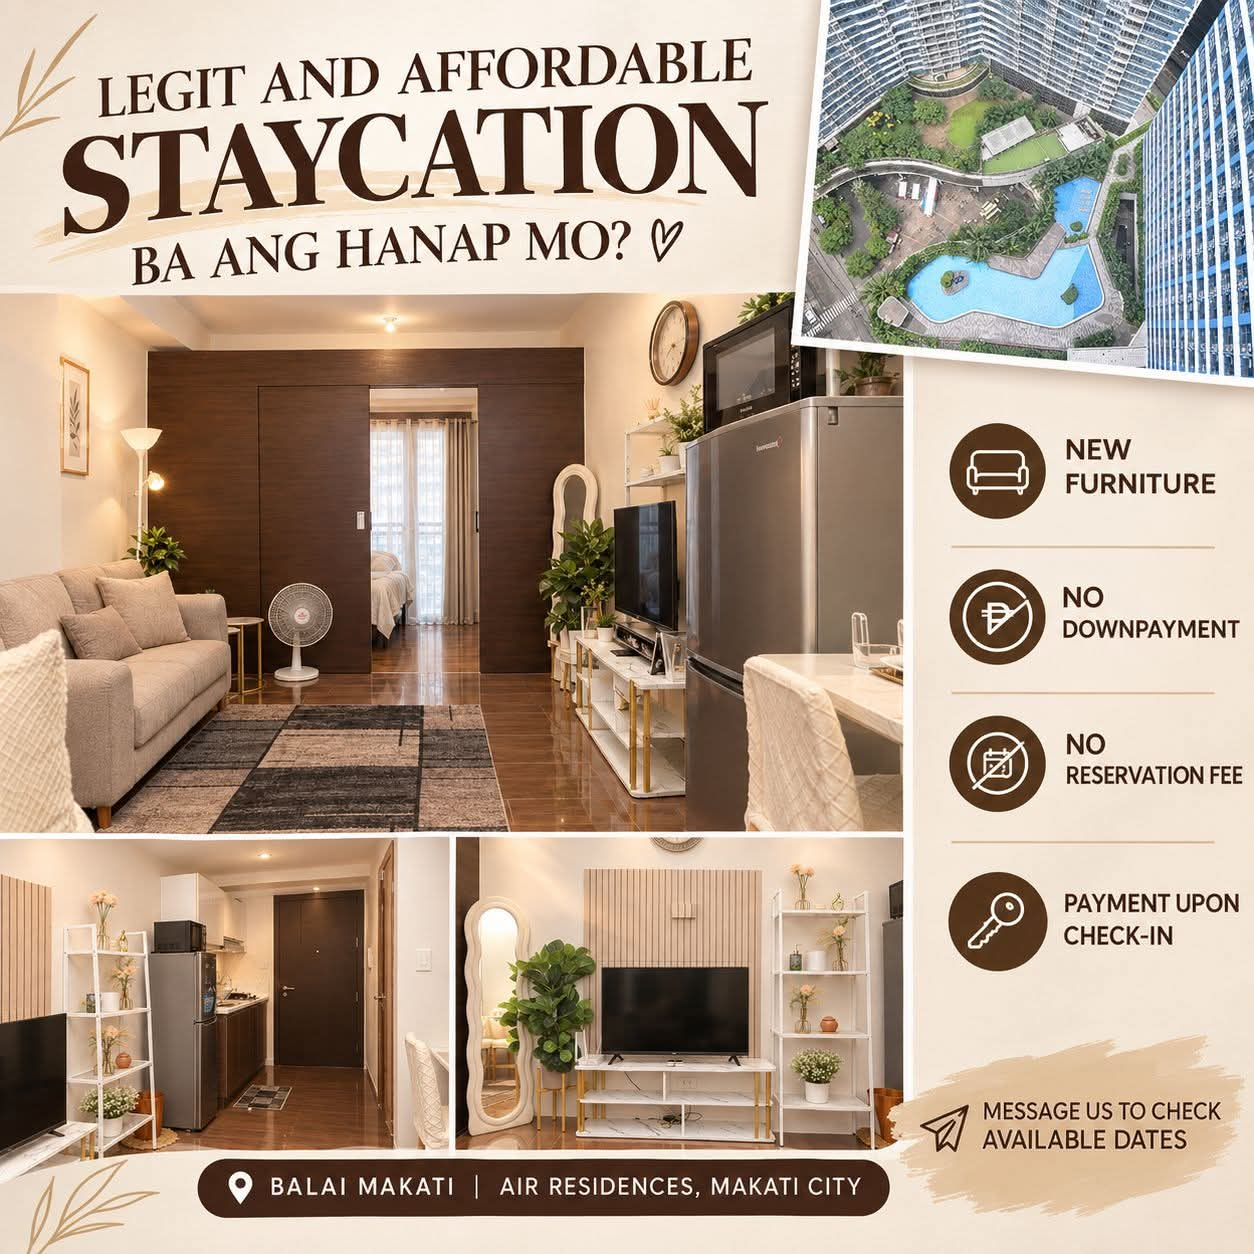 LEGIT AND AFFORDABLE
STAYCATION
BA ANG HANAP MO?
NEW
FURNITURE
NO
DOWNPAYMENT
NO
RESERVATION FEE
PAYMENT UPON
CHECK-IN
MESSAGE US TO CHECK
AVAILABLE DATES
BALAI MAKATI | AIR RESIDENCES, MAKATI CITY